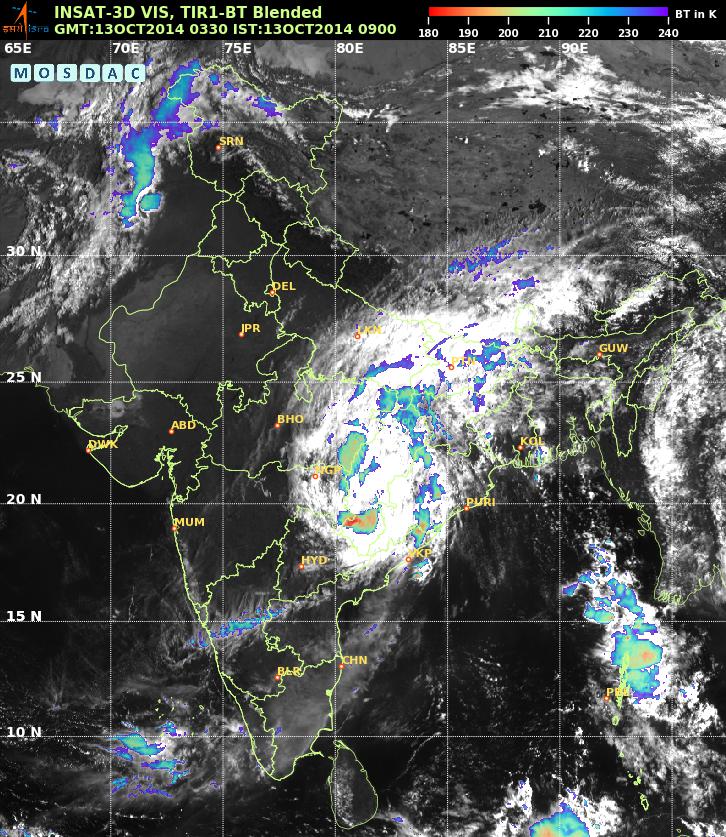 INSAT-3D VIS, TIR1-BT Blended
GMT:13OCT2014 0330 IST:13OCT2014 0900
BT in K
180 190 200 210 220 230 240
65E 70E 75E 80E 85E 90E
MOSDAC
SRN
30 N
DEL
JPR LKN
GUW
PTN
25 N
ABD BHO
DWK KOL
NGP
20 N PURI
MUM
VKP
HYD
15 N
CHN
BLR
PBL
10 N